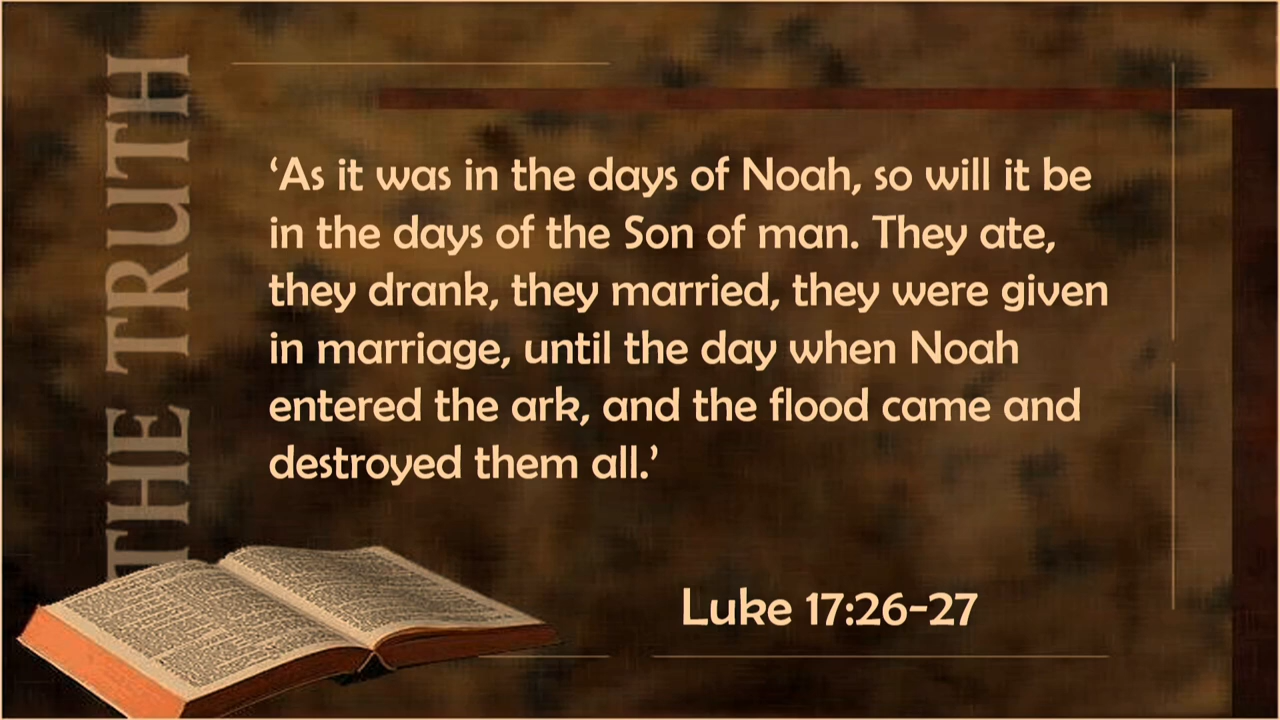 THE TRUTH
‘As it was in the days of Noah, so will it be
in the days of the Son of man. They ate,
they drank, they married, they were given
in marriage, until the day when Noah
entered the ark, and the flood came and
destroyed them all.’
Luke 17:26-27